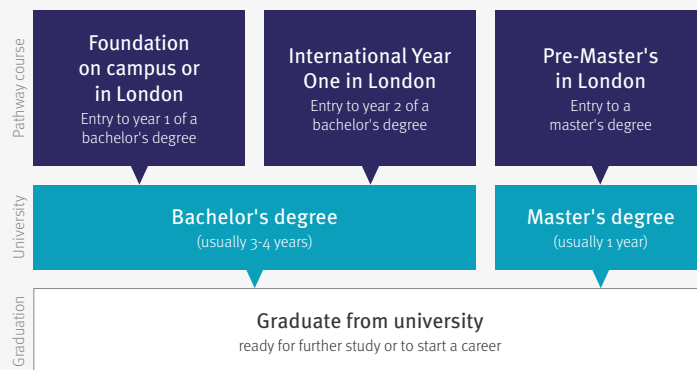 Pathway course
Foundation
on campus or
in London
Entry to year 1 of a
bachelor's degree
International Year
One in London
Entry to year 2 of a
bachelor's degree
Pre-Master's
in London
Entry to a
master's degree
University
Bachelor's degree
(usually 3-4 years)
Master's degree
(usually 1 year)
Graduation
Graduate from university
ready for further study or to start a career